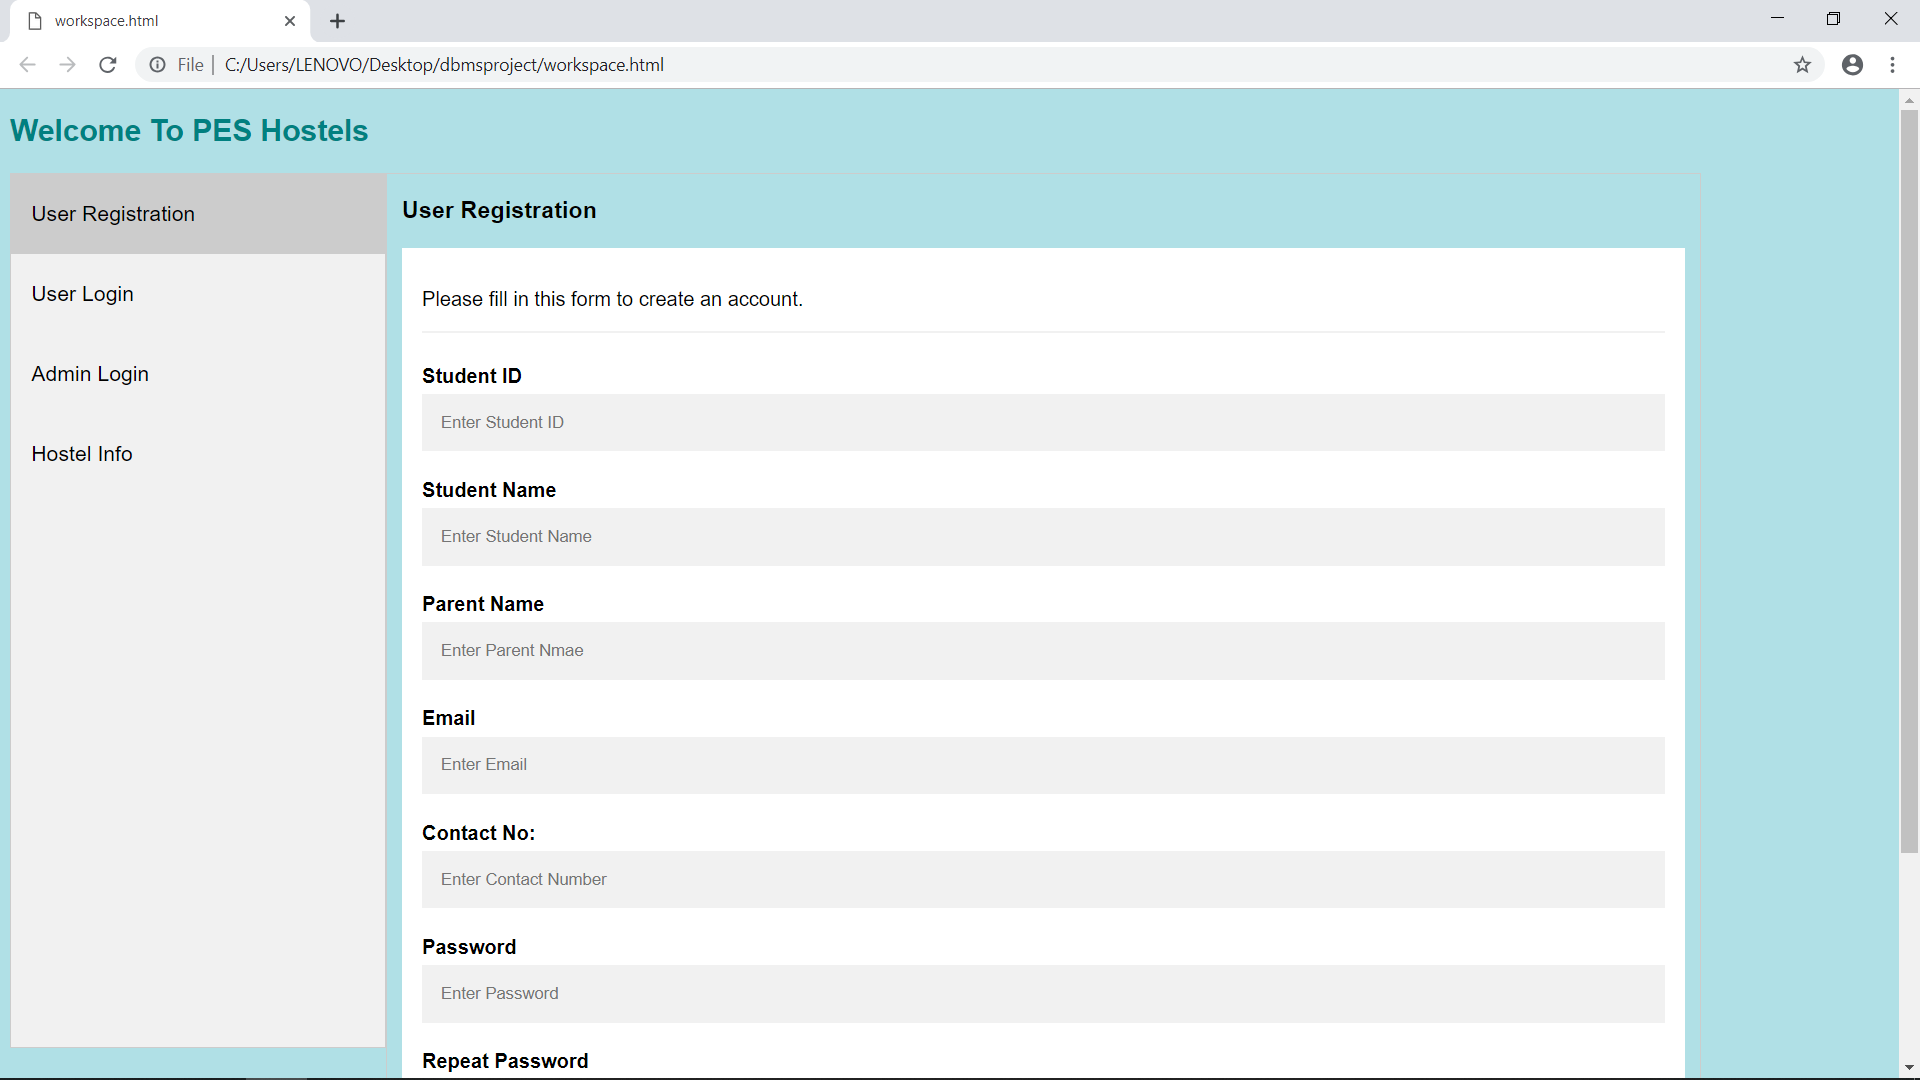 workspace.html
File | C:/Users/LENOVO/Desktop/dbmsproject/workspace.html
Welcome To PES Hostels
User Registration
User Login
Admin Login
Hostel Info
User Registration
Please fill in this form to create an account.
Student ID
Enter Student ID
Student Name
Enter Student Name
Parent Name
Enter Parent Nmae
Email
Enter Email
Contact No:
Enter Contact Number
Password
Enter Password
Repeat Password